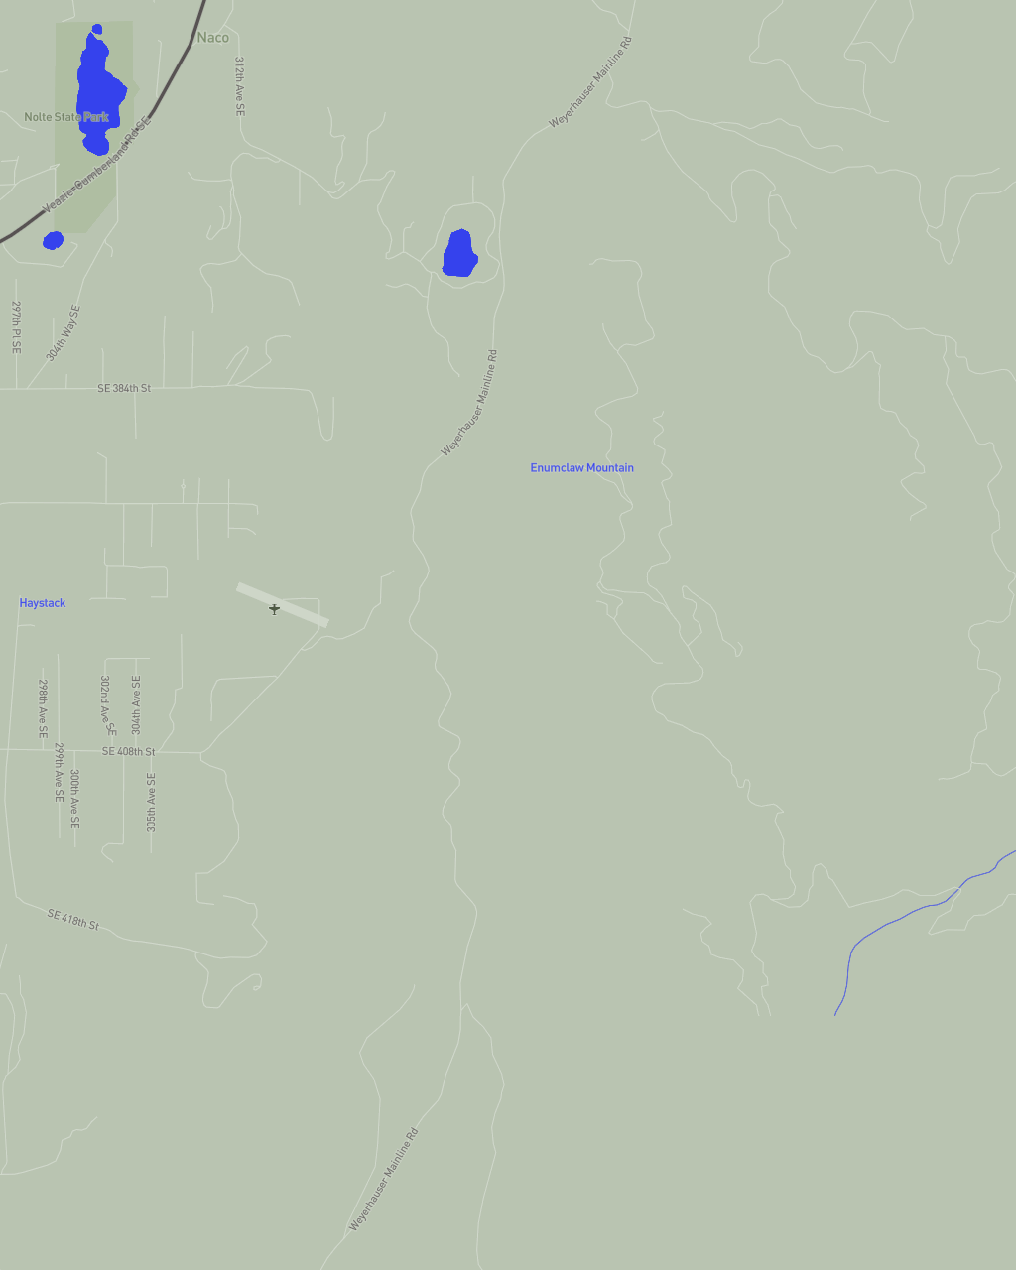 Naco
Weyerhauser Mainline Rd
312th Ave SE
Nolte State Park
Veazie-Cumberland Rd SE
297th Pl SE
304th Way SE
SE 384th St
Weyerhauser Mainline Rd
Enumclaw Mountain
Haystack
298th Ave SE
302nd Ave SE
304th Ave SE
299th Ave SE
SE 408th St
300th Ave SE
305th Ave SE
SE 418th St
Weyerhauser Mainline Rd